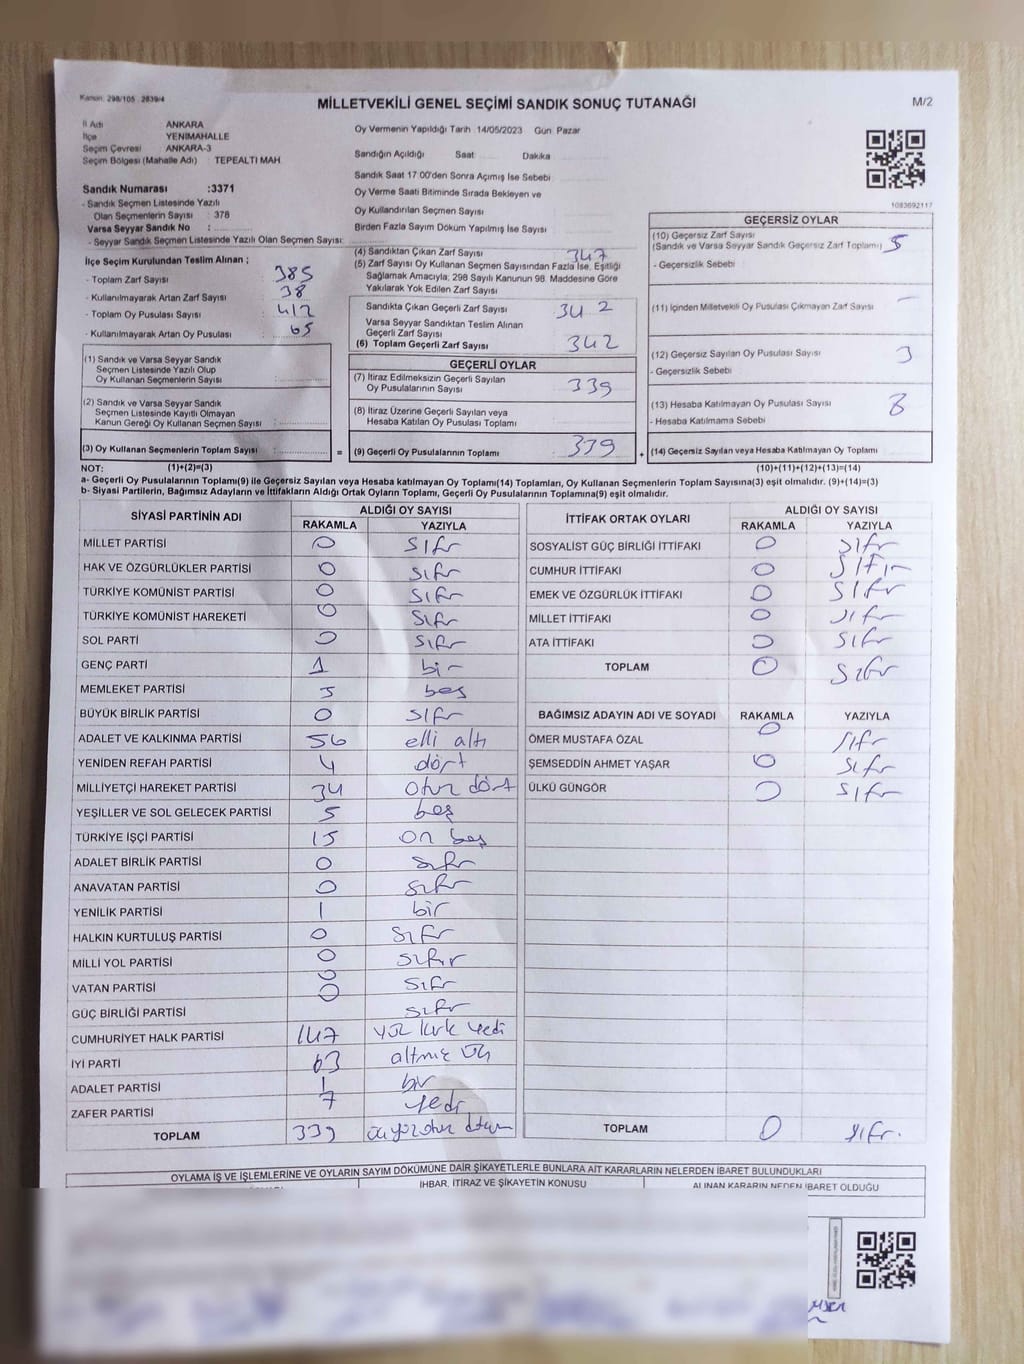 Kanun: 298/105 2839/4
MİLLETVEKİLİ GENEL SEÇİMİ SANDIK SONUÇ TUTANAĞI
M/2
İl Adı ANKARA
İlçe YENİMAHALLE
Seçim Çevresi ANKARA-3
Seçim Bölgesi (Mahalle Adı) TEPEALTI MAH
Sandık Numarası :3371
- Sandık Seçmen Listesinde Yazılı
Olan Seçmenlerin Sayısı : 378
Varsa Seyyar Sandık No :
- Seyyar Sandık Seçmen Listesinde Yazılı Olan Seçmen Sayısı:
İlçe Seçim Kurulundan Teslim Alınan ;
- Toplam Zarf Sayısı : 385
- Kullanılmayarak Artan Zarf Sayısı : 38
- Toplam Oy Pusulası Sayısı : 412
- Kullanılmayarak Artan Oy Pusulası : 65
(1) Sandık ve Varsa Seyyar Sandık
Seçmen Listesinde Yazılı Olup
Oy Kullanan Seçmenlerin Sayısı :
(2) Sandık ve Varsa Seyyar Sandık
Seçmen Listesinde Kayıtlı Olmayan
Kanun Gereği Oy Kullanan Seçmen Sayısı :
(3) Oy Kullanan Seçmenlerin Toplam Sayısı : =
Oy Vermenin Yapıldığı Tarih 14/05/2023 Gün Pazar
Sandığın Açıldığı Saat Dakika
Sandık Saat 17:00'den Sonra Açımış İse Sebebi
Oy Verme Saati Bitiminde Sırada Bekleyen ve
Oy Kullandırılan Seçmen Sayısı
Birden Fazla Sayım Döküm Yapılmış İse Sayısı
(4) Sandıktan Çıkan Zarf Sayısı 347
(5) Zarf Sayısı Oy Kullanan Seçmen Sayısından Fazla İse, Eşitliği
Sağlamak Amacıyla; 298 Sayılı Kanunun 98. Maddesine Göre
Yakılarak Yok Edilen Zarf Sayısı
Sandıkta Çıkan Geçerli Zarf Sayısı 342
Varsa Seyyar Sandıktan Teslim Alınan
Geçerli Zarf Sayısı
(6) Toplam Geçerli Zarf Sayısı 342
GEÇERLİ OYLAR
(7) İtiraz Edilmeksizin Geçerli Sayılan
Oy Pusulalarının Sayısı 339
(8) İtiraz Üzerine Geçerli Sayılan veya
Hesaba Katılan Oy Pusulası Toplamı
(9) Geçerli Oy Pusulalarının Toplamı 339 +
1083692117
GEÇERSİZ OYLAR
(10) Geçersiz Zarf Sayısı
(Sandık ve Varsa Seyyar Sandık Geçersiz Zarf Toplamı) 5
- Geçersizlik Sebebi
(11) İçinden Milletvekili Oy Pusulası Çıkmayan Zarf Sayısı –
(12) Geçersiz Sayılan Oy Pusulası Sayısı 3
- Geçersizlik Sebebi
(13) Hesaba Katılmayan Oy Pusulası Sayısı 8
- Hesaba Katılmama Sebebi
(14) Geçersiz Sayılan veya Hesaba Katılmayan Oy Toplamı
NOT: (1)+(2)=(3) (10)+(11)+(12)+(13)=(14)
a- Geçerli Oy Pusulalarının Toplamı(9) ile Geçersiz Sayılan veya Hesaba katılmayan Oy Toplamı(14) Toplamları, Oy Kullanan Seçmenlerin Toplam Sayısına(3) eşit olmalıdır. (9)+(14)=(3)
b- Siyasi Partilerin, Bağımsız Adayların ve İttifakların Aldığı Ortak Oyların Toplamı, Geçerli Oy Pusulalarının Toplamına(9) eşit olmalıdır.
SİYASİ PARTİNİN ADI ALDIĞI OY SAYISI
RAKAMLA YAZIYLA
MİLLET PARTİSİ 0 sıfr
HAK VE ÖZGÜRLÜKLER PARTİSİ 0 sıfr
TÜRKİYE KOMÜNİST PARTİSİ 0 sıfr
TÜRKİYE KOMÜNİST HAREKETİ 0 sıfr
SOL PARTİ 0 sıfr
GENÇ PARTİ 1 bir
MEMLEKET PARTİSİ 5 beş
BÜYÜK BİRLİK PARTİSİ 0 sıfr
ADALET VE KALKINMA PARTİSİ 56 elli altı
YENİDEN REFAH PARTİSİ 4 dört
MİLLİYETÇİ HAREKET PARTİSİ 34 otuz dört
YEŞİLLER VE SOL GELECEK PARTİSİ 5 beş
TÜRKİYE İŞÇİ PARTİSİ 15 on beş
ADALET BİRLİK PARTİSİ 0 sıfr
ANAVATAN PARTİSİ 0 sıfr
YENİLİK PARTİSİ 1 bir
HALKIN KURTULUŞ PARTİSİ 0 sıfr
MİLLİ YOL PARTİSİ 0 sıfır
VATAN PARTİSİ 0 sıfr
GÜÇ BİRLİĞİ PARTİSİ 0 sıfr
CUMHURİYET HALK PARTİSİ 147 yüz kırk yedi
İYİ PARTİ 63 altmış üç
ADALET PARTİSİ 1 bir
ZAFER PARTİSİ 7 yedi
TOPLAM 339 üçyüzotuz dokuz
İTTİFAK ORTAK OYLARI ALDIĞI OY SAYISI
RAKAMLA YAZIYLA
SOSYALİST GÜÇ BİRLİĞİ İTTİFAKI 0 sıfr
CUMHUR İTTİFAKI 0 sıfır
EMEK VE ÖZGÜRLÜK İTTİFAKI 0 sıfr
MİLLET İTTİFAKI 0 sıfr
ATA İTTİFAKI 0 sıfr
TOPLAM 0 sıfr
BAĞIMSIZ ADAYIN ADI VE SOYADI RAKAMLA YAZIYLA
ÖMER MUSTAFA ÖZAL 0 sıfr
ŞEMSEDDİN AHMET YAŞAR 0 sıfr
ÜLKÜ GÜNGÖR 0 sıfr
TOPLAM 0 sıfr.
OYLAMA İŞ VE İŞLEMLERİNE VE OYLARIN SAYIM DÖKÜMÜNE DAİR ŞİKAYETLERLE BUNLARA AİT KARARLARIN NELERDEN İBARET BULUNDUKLARI
İHBAR, İTİRAZ VE ŞİKAYETİN KONUSU
ALINAN KARARIN NEDEN İBARET OLDUĞU